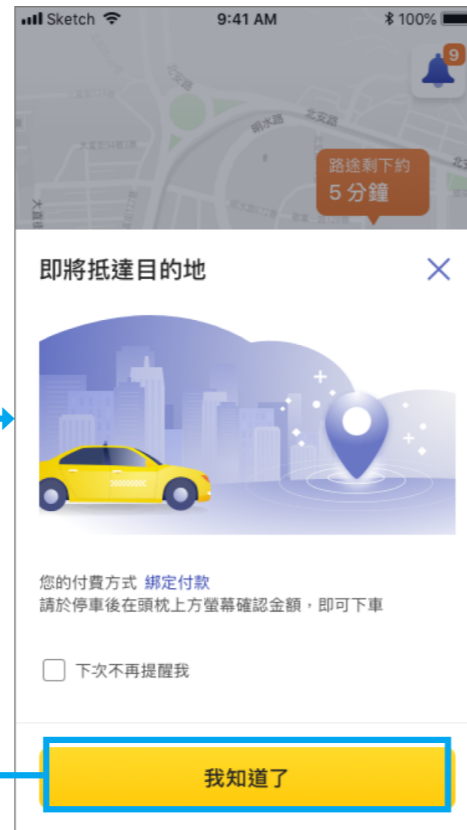 Sketch
9:41 AM
100%
9
北安路
明水路
北安路
路途剩下約
5 分鐘
即將抵達目的地
您的付費方式 綁定付款
請於停車後在頭枕上方螢幕確認金額，即可下車
下次不再提醒我
我知道了